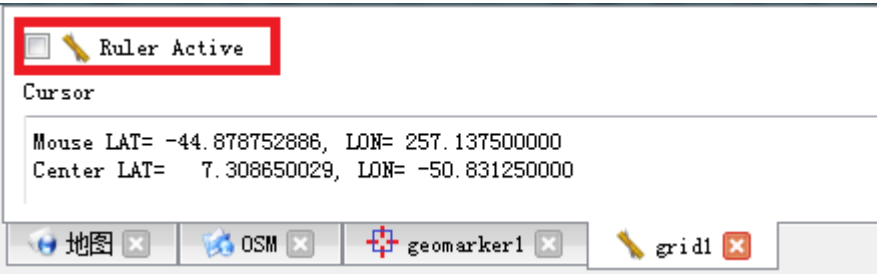 Ruler Active
Cursor
Mouse LAT= -44.878752886, LON= 257.137500000
Center LAT=   7.308650029, LON= -50.831250000
地图 OSM geomarker1 grid1